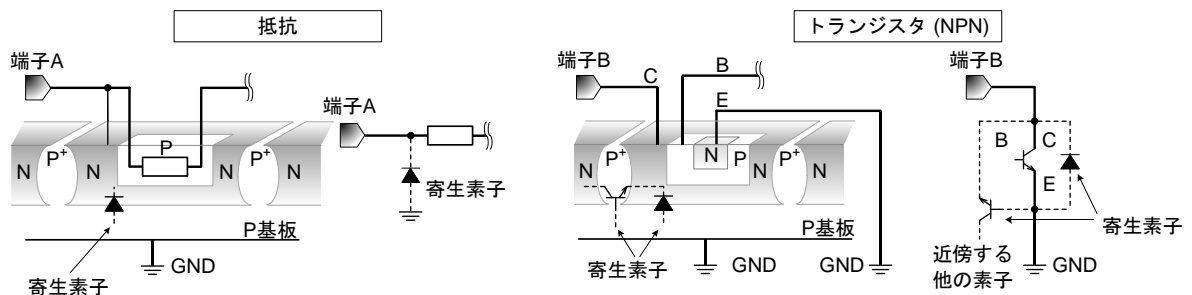 抵抗
トランジスタ (NPN)
端子A
端子A
N
P+
N
P
N
P+
N
寄生素子
P基板
GND
寄生素子
端子B
C
B
E
N
P+
N
P
N
P+
N
P基板
GND
GND
寄生素子
端子B
B
C
E
寄生素子
近傍する
他の素子
GND